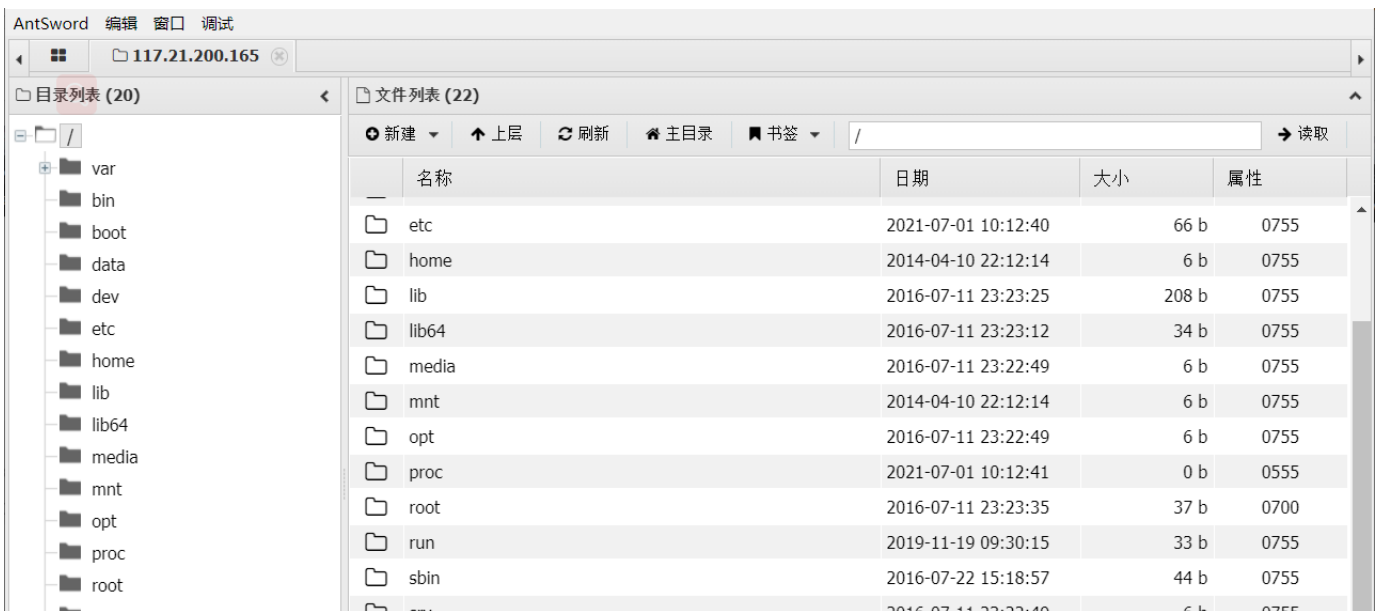 AntSword 编辑 窗口 调试
117.21.200.165
目录列表 (20)
文件列表 (22)
/
新建 上层 刷新 主目录 书签 / 读取
var
bin
boot
data
dev
etc
home
lib
lib64
media
mnt
opt
proc
root
名称 日期 大小 属性
etc 2021-07-01 10:12:40 66 b 0755
home 2014-04-10 22:12:14 6 b 0755
lib 2016-07-11 23:23:25 208 b 0755
lib64 2016-07-11 23:23:12 34 b 0755
media 2016-07-11 23:22:49 6 b 0755
mnt 2014-04-10 22:12:14 6 b 0755
opt 2016-07-11 23:22:49 6 b 0755
proc 2021-07-01 10:12:41 0 b 0555
root 2016-07-11 23:23:35 37 b 0700
run 2019-11-19 09:30:15 33 b 0755
sbin 2016-07-22 15:18:57 44 b 0755